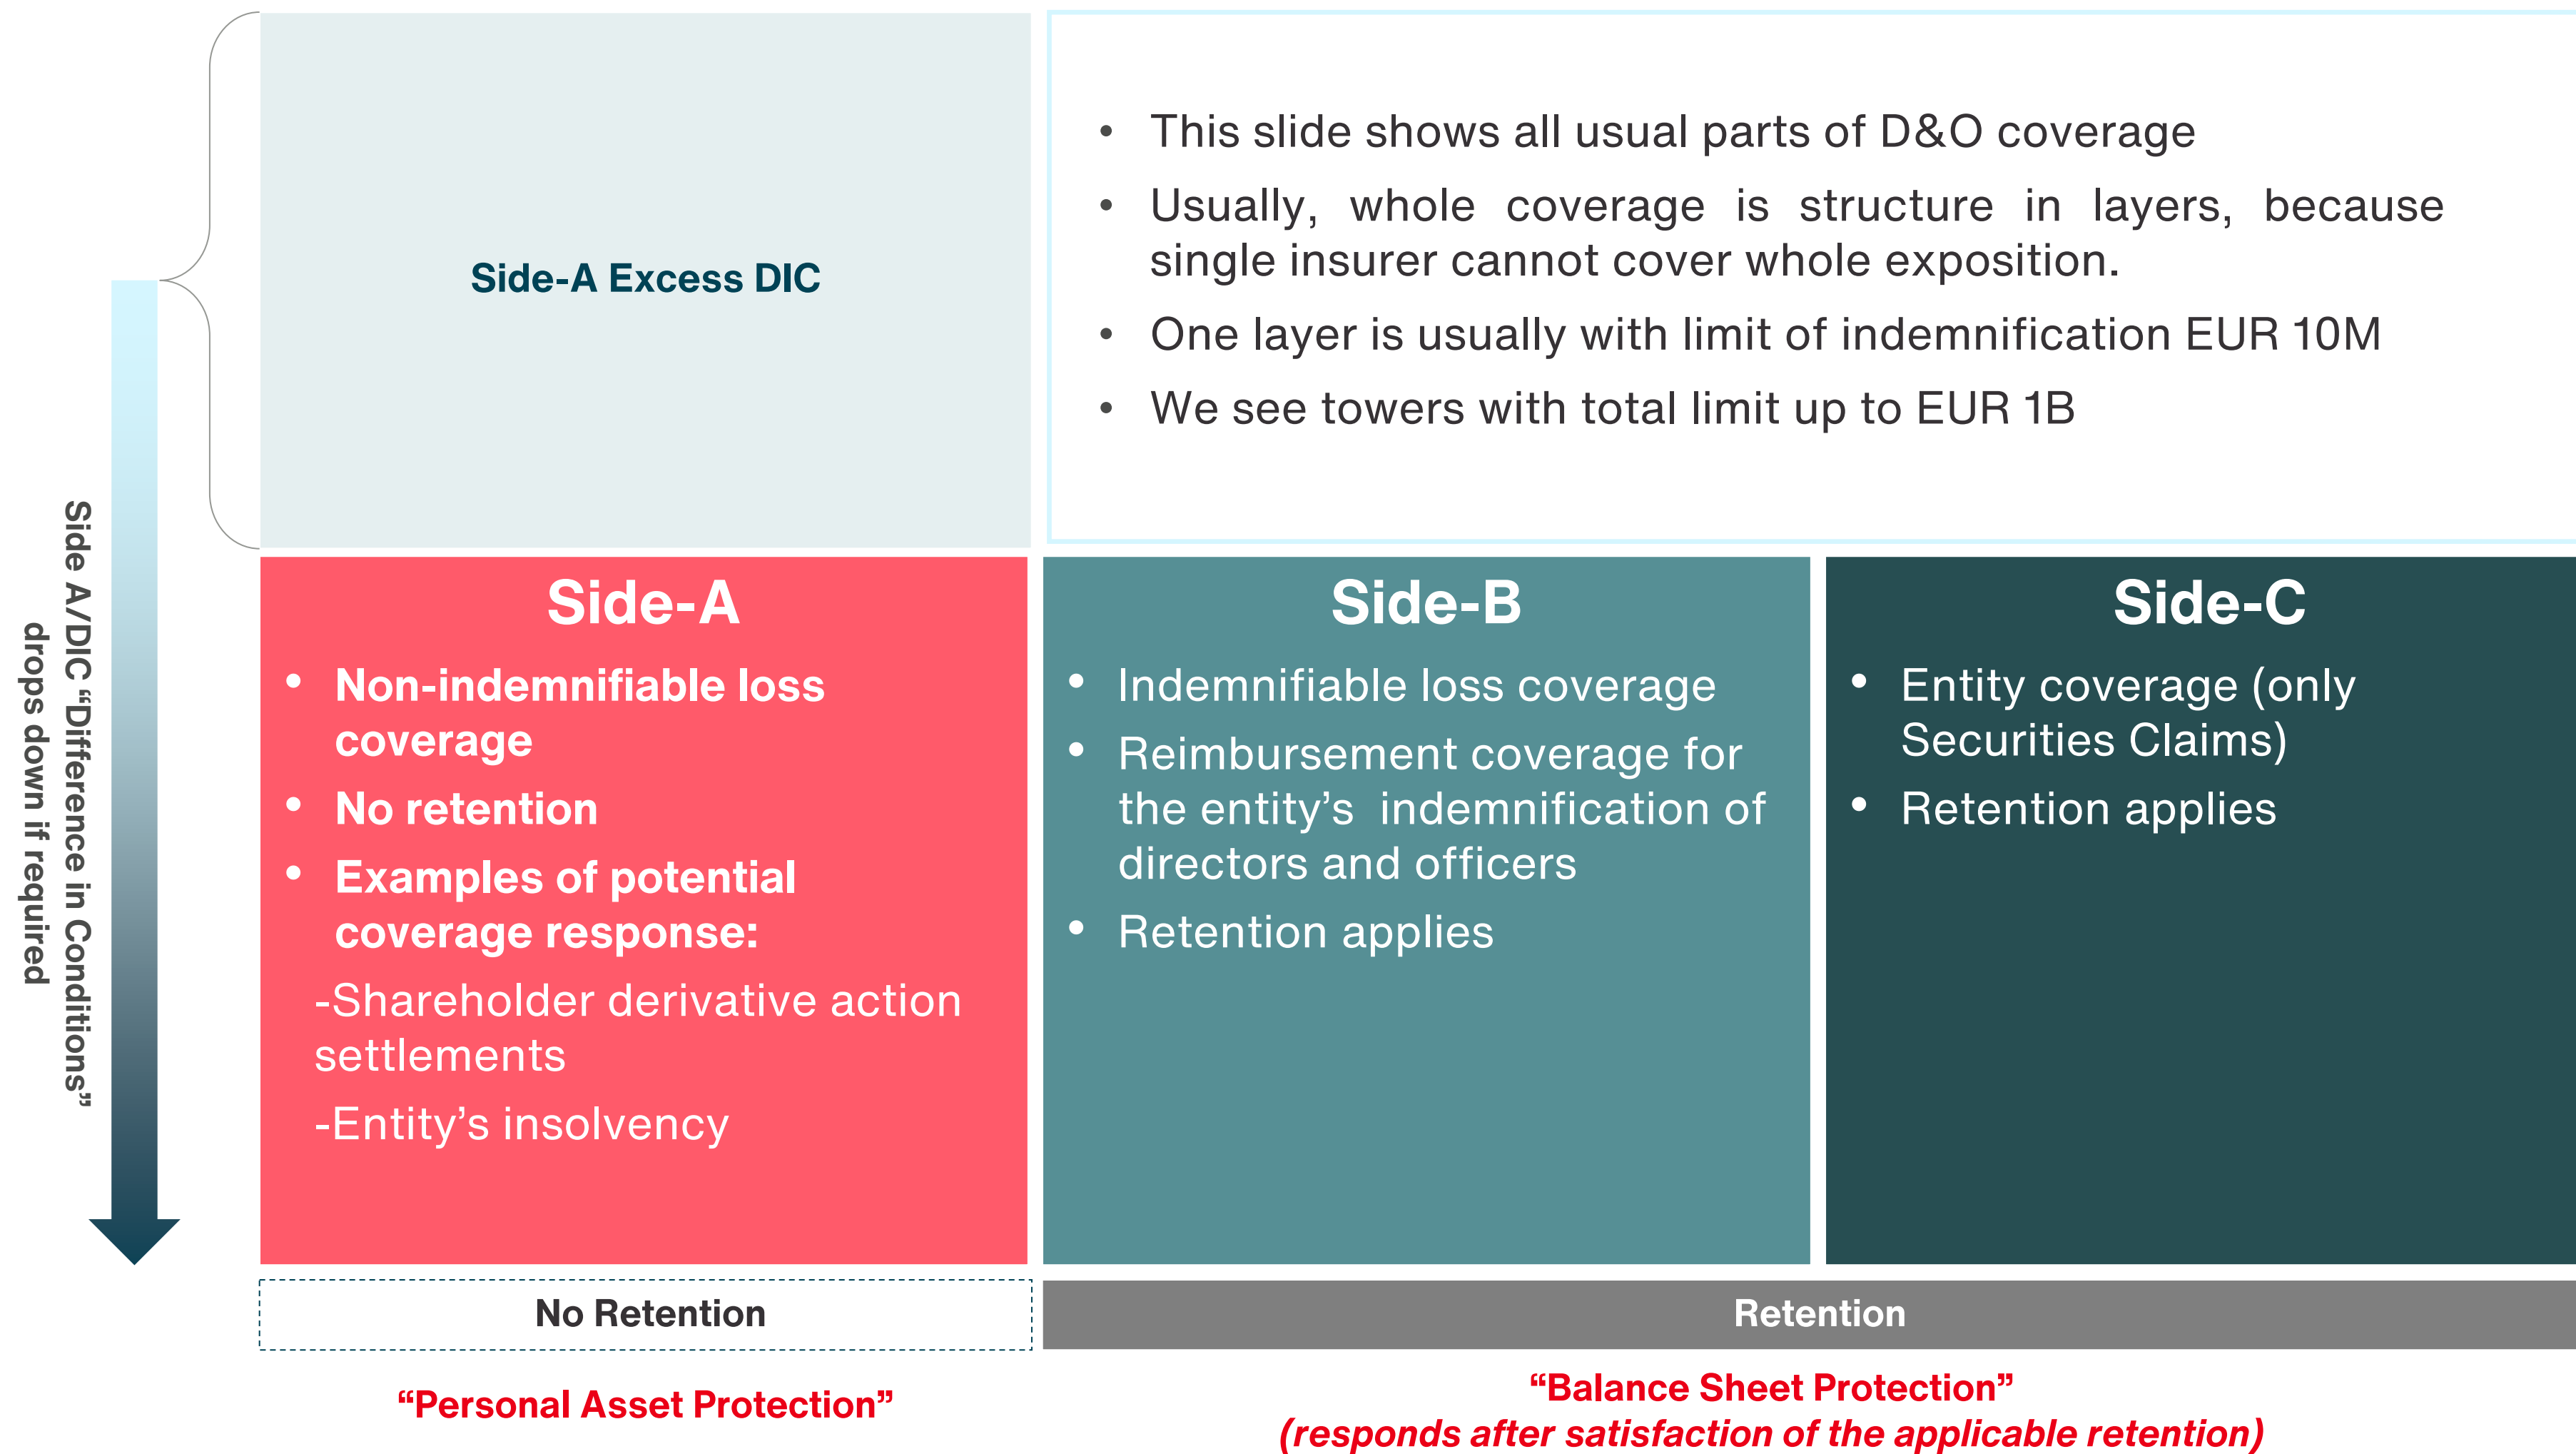 Side-A Excess DIC
• This slide shows all usual parts of D&O coverage
• Usually, whole coverage is structure in layers, because
single insurer cannot cover whole exposition.
• One layer is usually with limit of indemnification EUR 10M
• We see towers with total limit up to EUR 1B
Side A/DIC “Difference in Conditions”
drops down if required
Side-A
• Non-indemnifiable loss
coverage
• No retention
• Examples of potential
coverage response:
-Shareholder derivative action
settlements
-Entity’s insolvency
Side-B
• Indemnifiable loss coverage
• Reimbursement coverage for
the entity’s indemnification of
directors and officers
• Retention applies
Side-C
• Entity coverage (only
Securities Claims)
• Retention applies
No Retention
Retention
“Personal Asset Protection”
“Balance Sheet Protection”
(responds after satisfaction of the applicable retention)